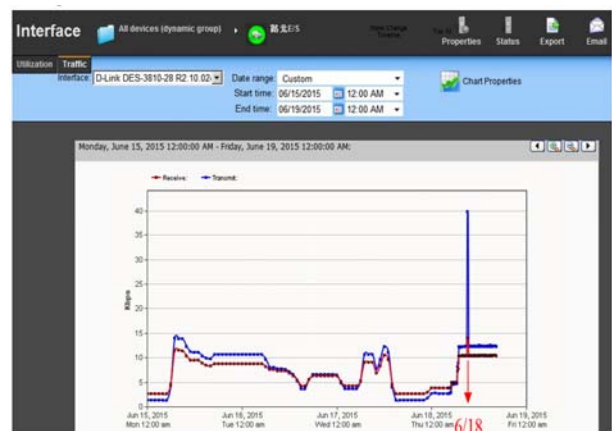 Interface
All devices (dynamic group)
E/S
Properties
Status
Export
Email
Utilization
Traffic
Interface: D-Link DES-3810-28 R2.10.02
Date range: Custom
Start time: 06/15/2015 12:00 AM
End time: 06/19/2015 12:00 AM
Chart Properties
Monday, June 15, 2015 12:00:00 AM - Friday, June 19, 2015 12:00:00 AM:
Receive: Transmit:
Kbps
40
35
30
25
20
15
10
5
0
Jun 15, 2015 Jun 16, 2015 Jun 17, 2015 Jun 18, 2015 Jun 19, 2015
Mon 12:00 am Tue 12:00 am Wed 12:00 am Thu 12:00 am Fri 12:00 am
6/18